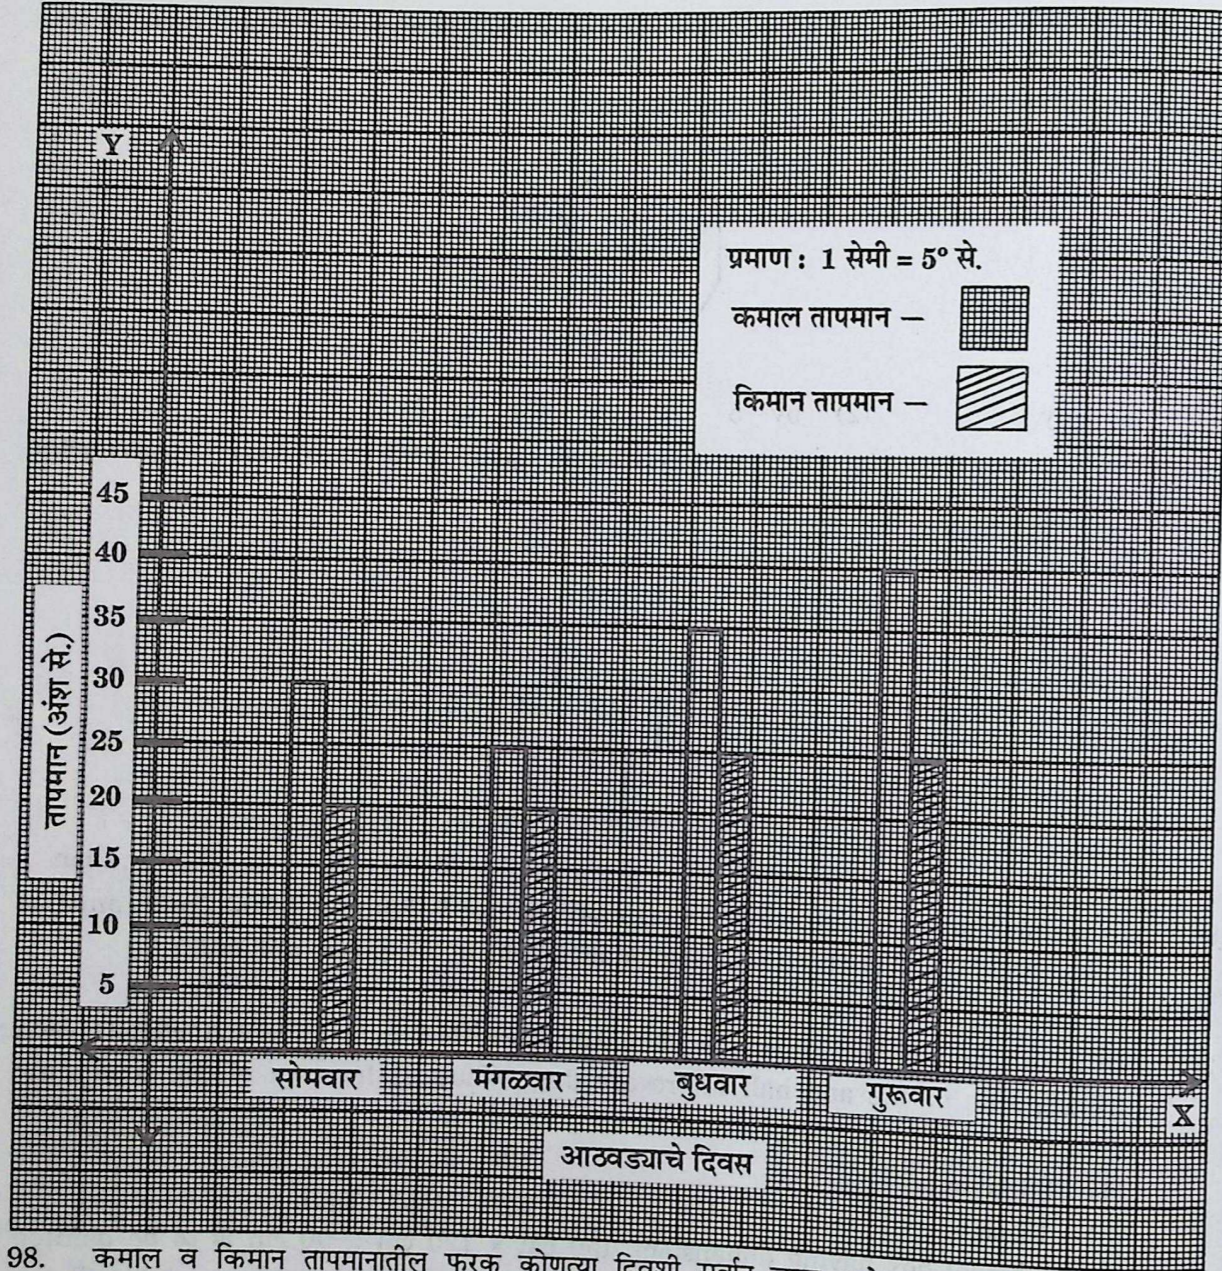 Y
प्रमाण : 1 सेमी = 5° से.
कमाल तापमान –
किमान तापमान –
45
40
35
30
25
20
15
10
5
तापमान (अंश से.)
सोमवार
मंगळवार
बुधवार
गुरूवार
X
आठवड्याचे दिवस
98. कमाल व किमान तापमानातील फरक कोणत्या दिवशी